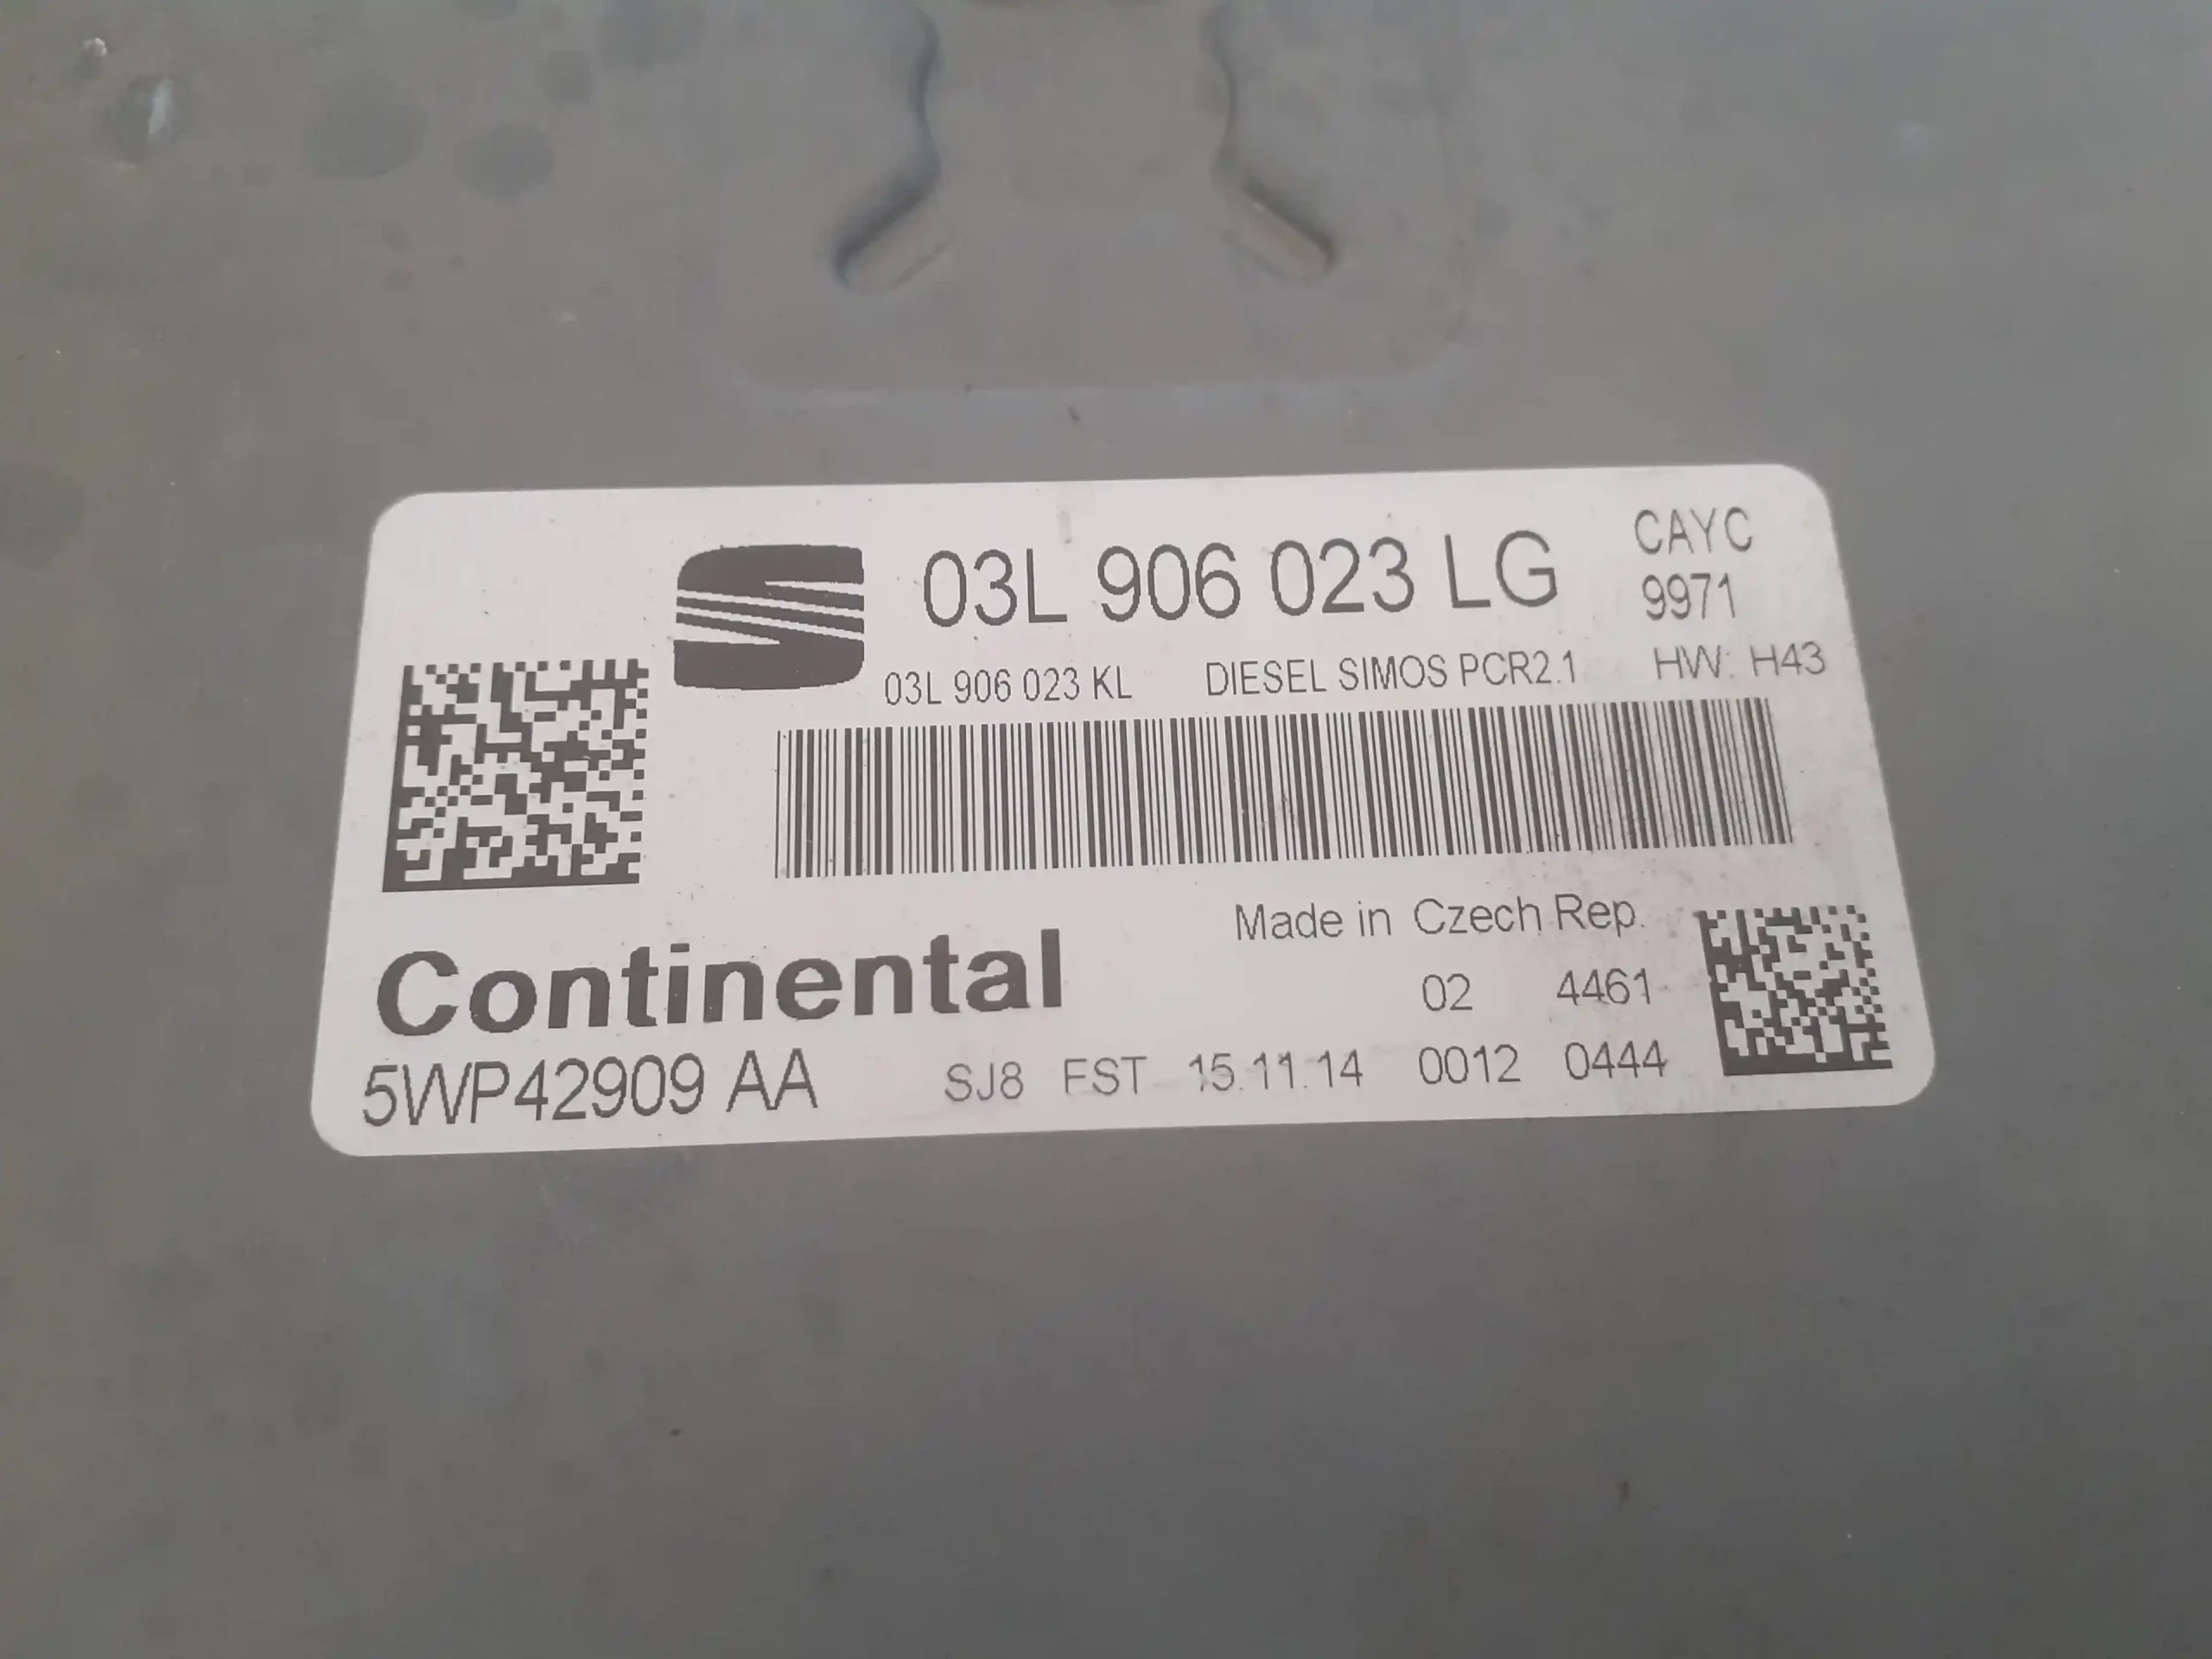 03L 906 023 LG
CAYC
9971
03L 906 023 KL DIESEL SIMOS PCR2.1 HW: H43
Made in Czech Rep.
Continental
02 4461
5WP42909 AA SJ8 FST 15.11.14 0012 0444